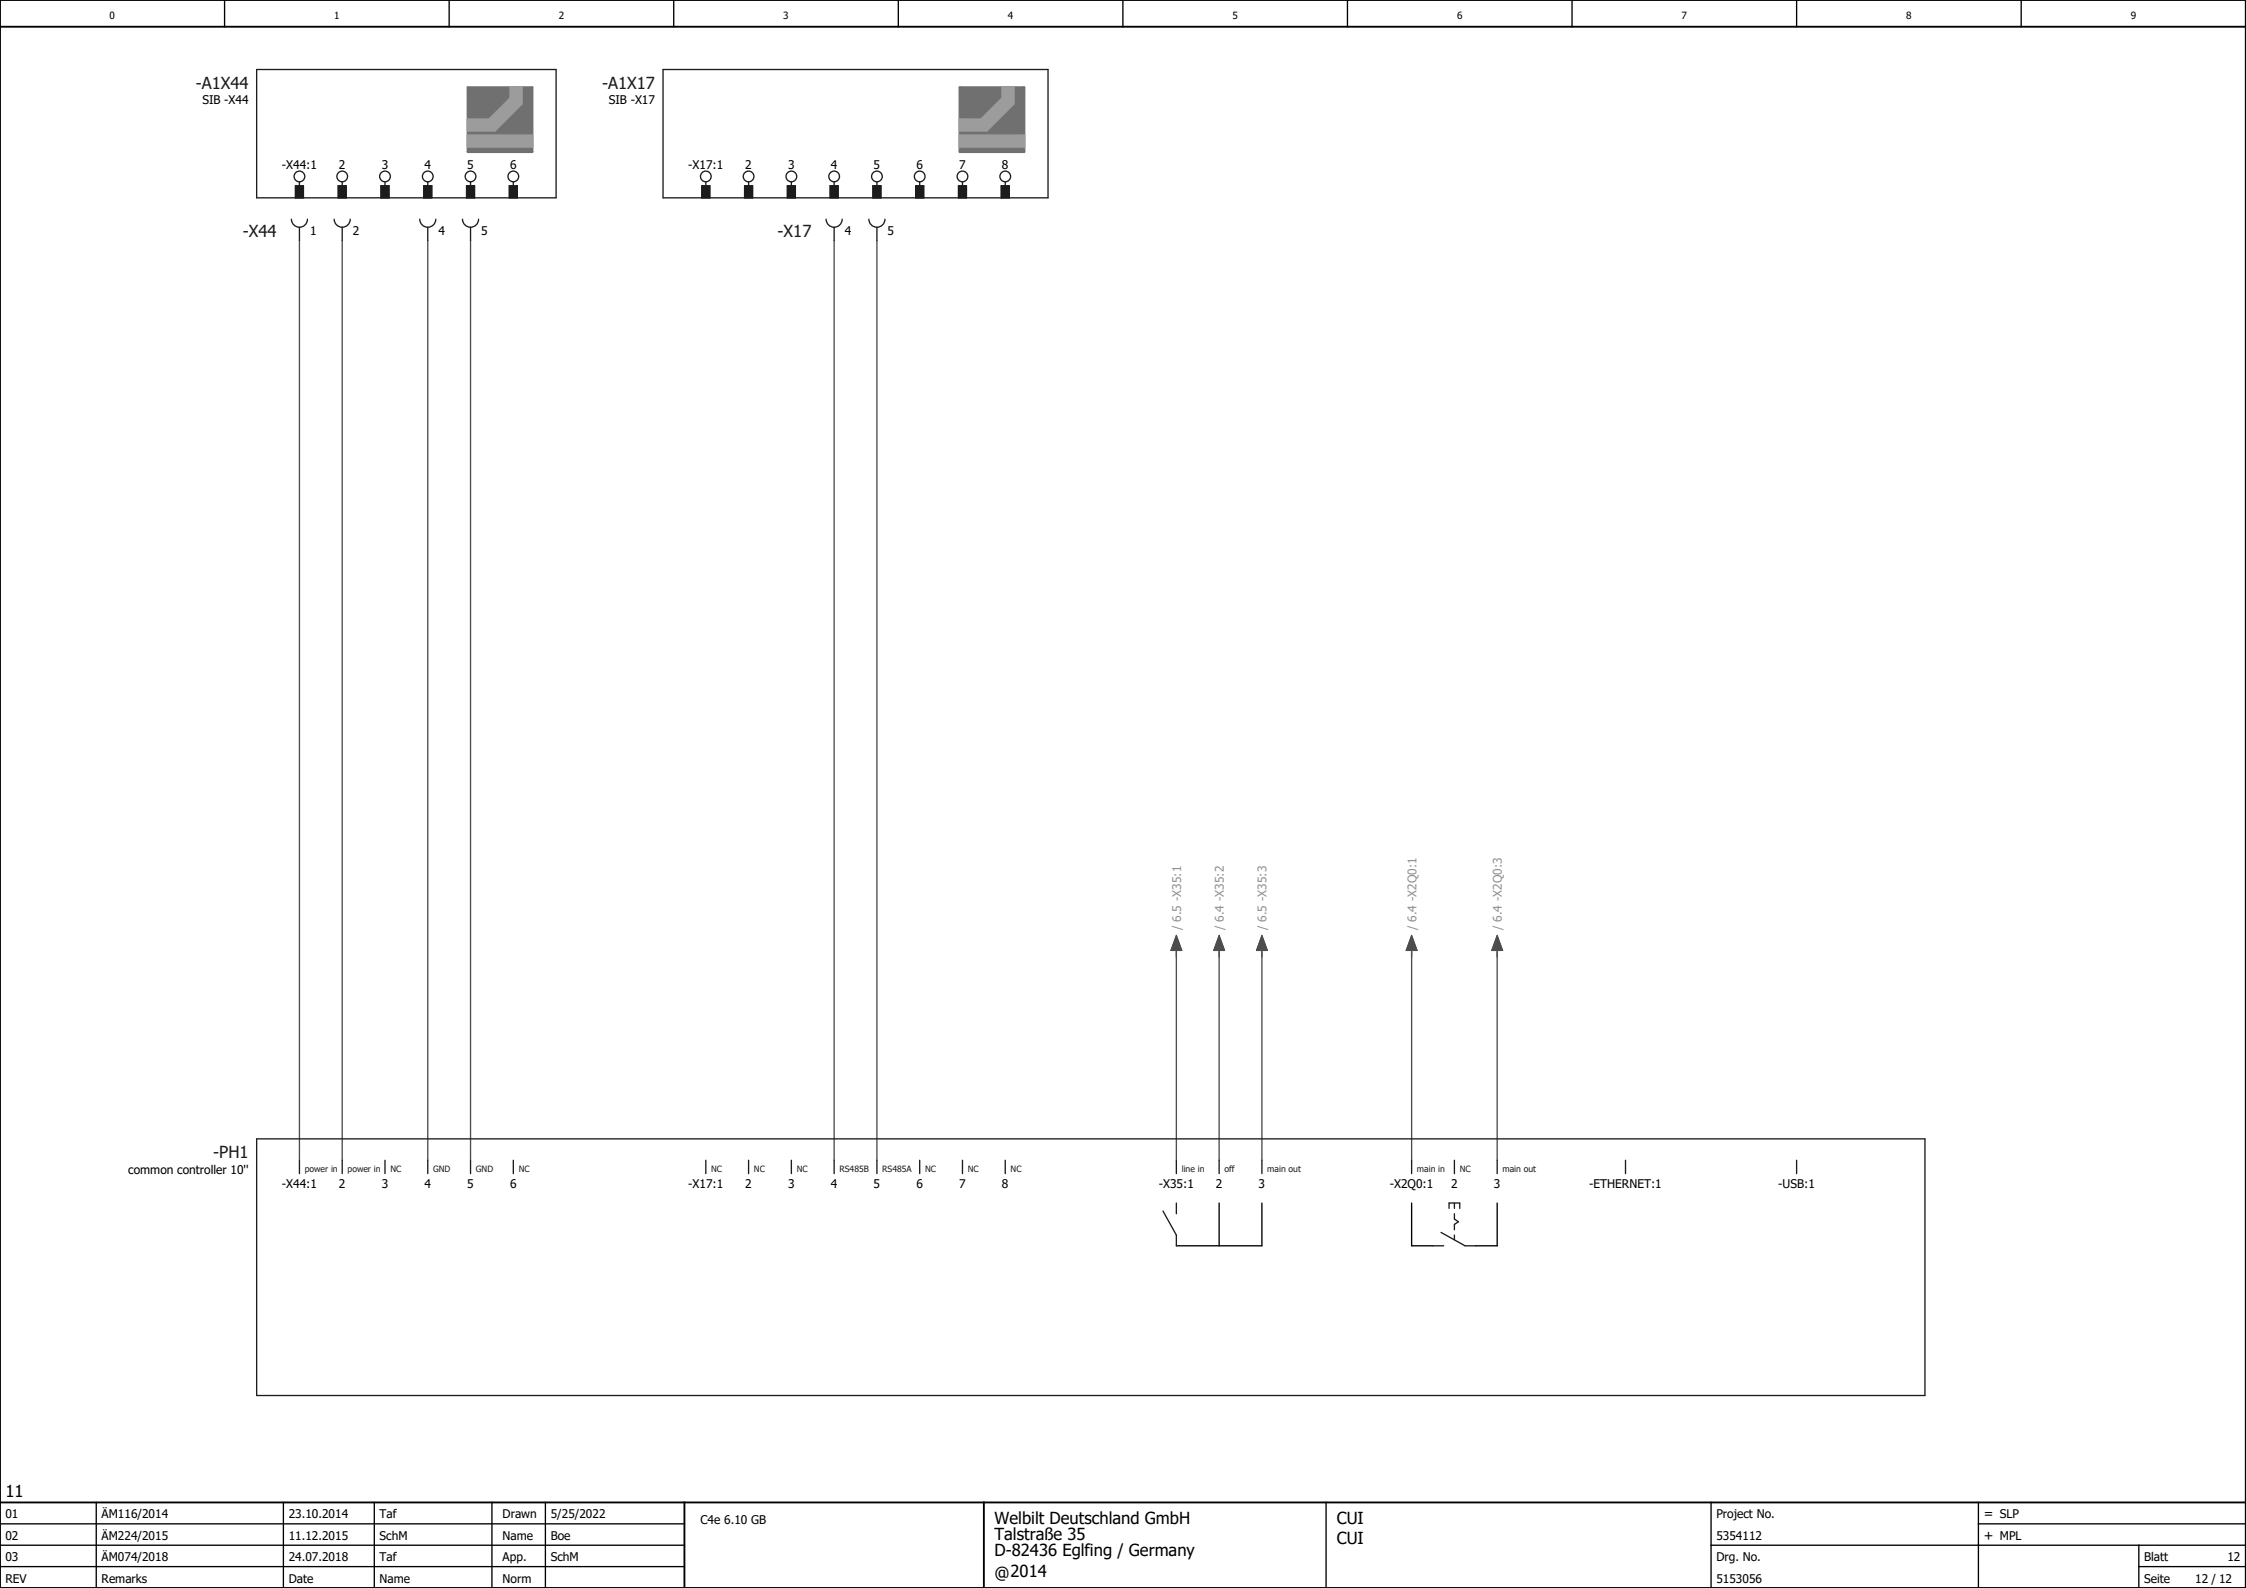 0 1 2 3 4 5 6 7 8 9
-A1X44
SIB -X44
-X44:1 2 3 4 5 6
-A1X17
SIB -X17
-X17:1 2 3 4 5 6 7 8
-X44 1 2 4 5
-X17 4 5
/ 6.5 -X35:1
/ 6.4 -X35:2
/ 6.5 -X35:3
/ 6.4 -X2Q0:1
/ 6.4 -X2Q0:3
-PH1
common controller 10"
power in power in NC GND GND NC
-X44:1 2 3 4 5 6
NC NC NC RS485B RS485A NC NC NC
-X17:1 2 3 4 5 6 7 8
line in off main out
-X35:1 2 3
main in NC main out
-X2Q0:1 2 3
-ETHERNET:1
-USB:1
11
01 ÄM116/2014 23.10.2014 Taf Drawn 5/25/2022
02 ÄM224/2015 11.12.2015 SchM Name Boe
03 ÄM074/2018 24.07.2018 Taf App. SchM
REV Remarks Date Name Norm
C4e 6.10 GB
Welbilt Deutschland GmbH
Talstraße 35
D-82436 Eglfing / Germany
@2014
CUI
CUI
Project No.
5354112
Drg. No.
5153056
= SLP
+ MPL
Blatt 12
Seite 12 / 12